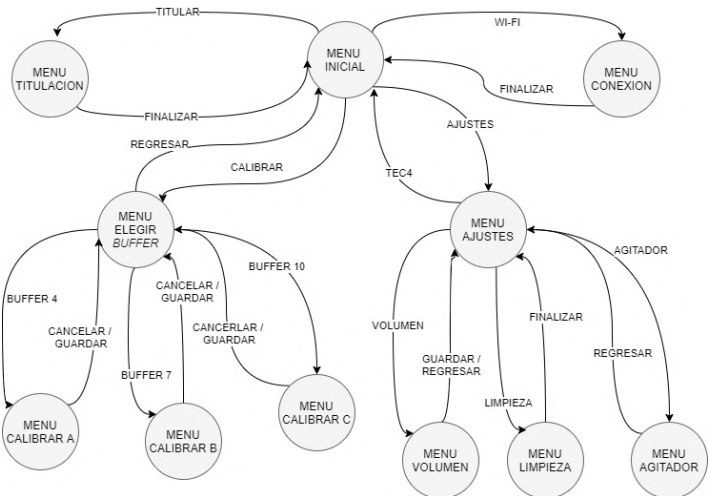 TITULAR
WI-FI
MENU
INICIAL
MENU
TITULACION
MENU
CONEXION
FINALIZAR
FINALIZAR
REGRESAR
AJUSTES
CALIBRAR
TEC4
MENU
ELEGIR
BUFFER
MENU
AJUSTES
BUFFER 10
AGITADOR
CANCELAR /
GUARDAR
BUFFER 4
CANCELAR /
GUARDAR
CANCERLAR /
GUARDAR
VOLUMEN
FINALIZAR
GUARDAR /
REGRESAR
REGRESAR
BUFFER 7
LIMPIEZA
MENU
CALIBRAR A
MENU
CALIBRAR B
MENU
CALIBRAR C
MENU
VOLUMEN
MENU
LIMPIEZA
MENU
AGITADOR